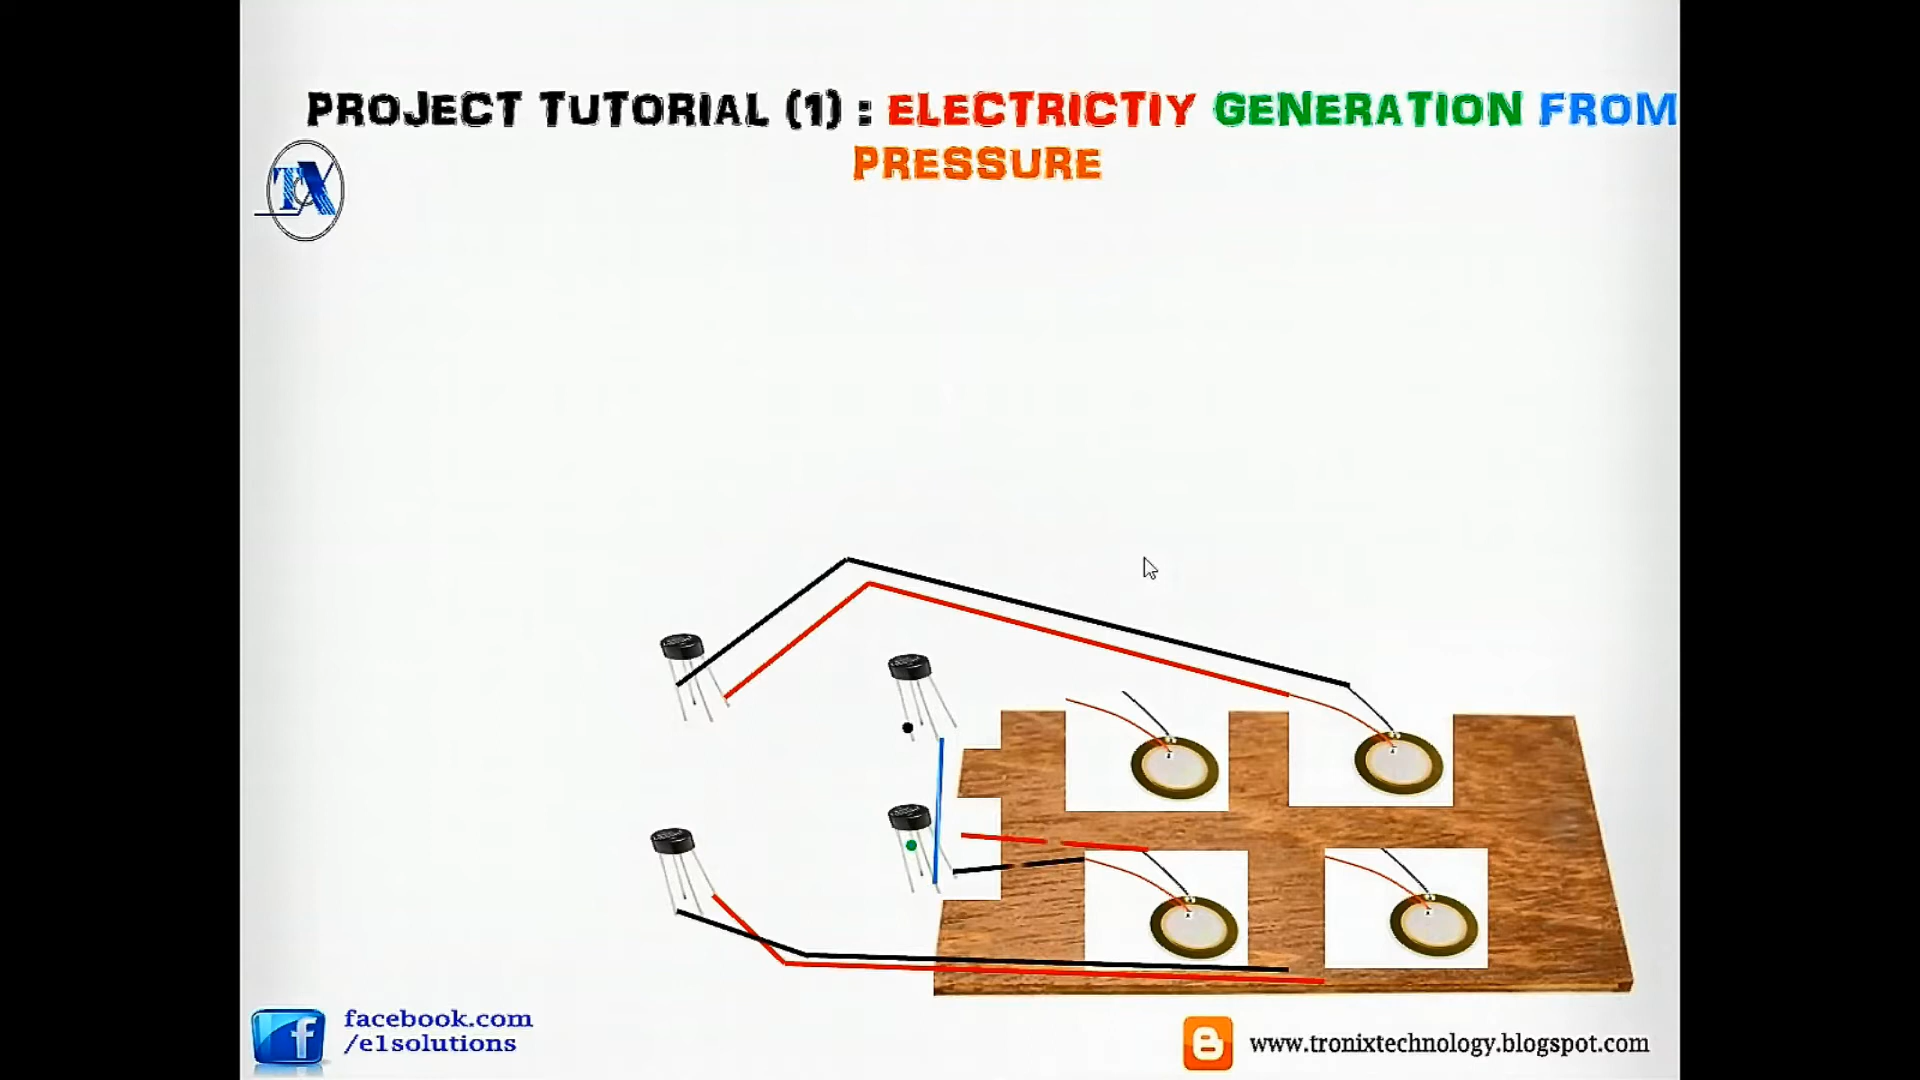 PROJECT TUTORIAL (1) : ELECTRICTIY GENERATION FROM
PRESSURE
TX
facebook.com
/e1solutions
www.tronixtechnology.blogspot.com